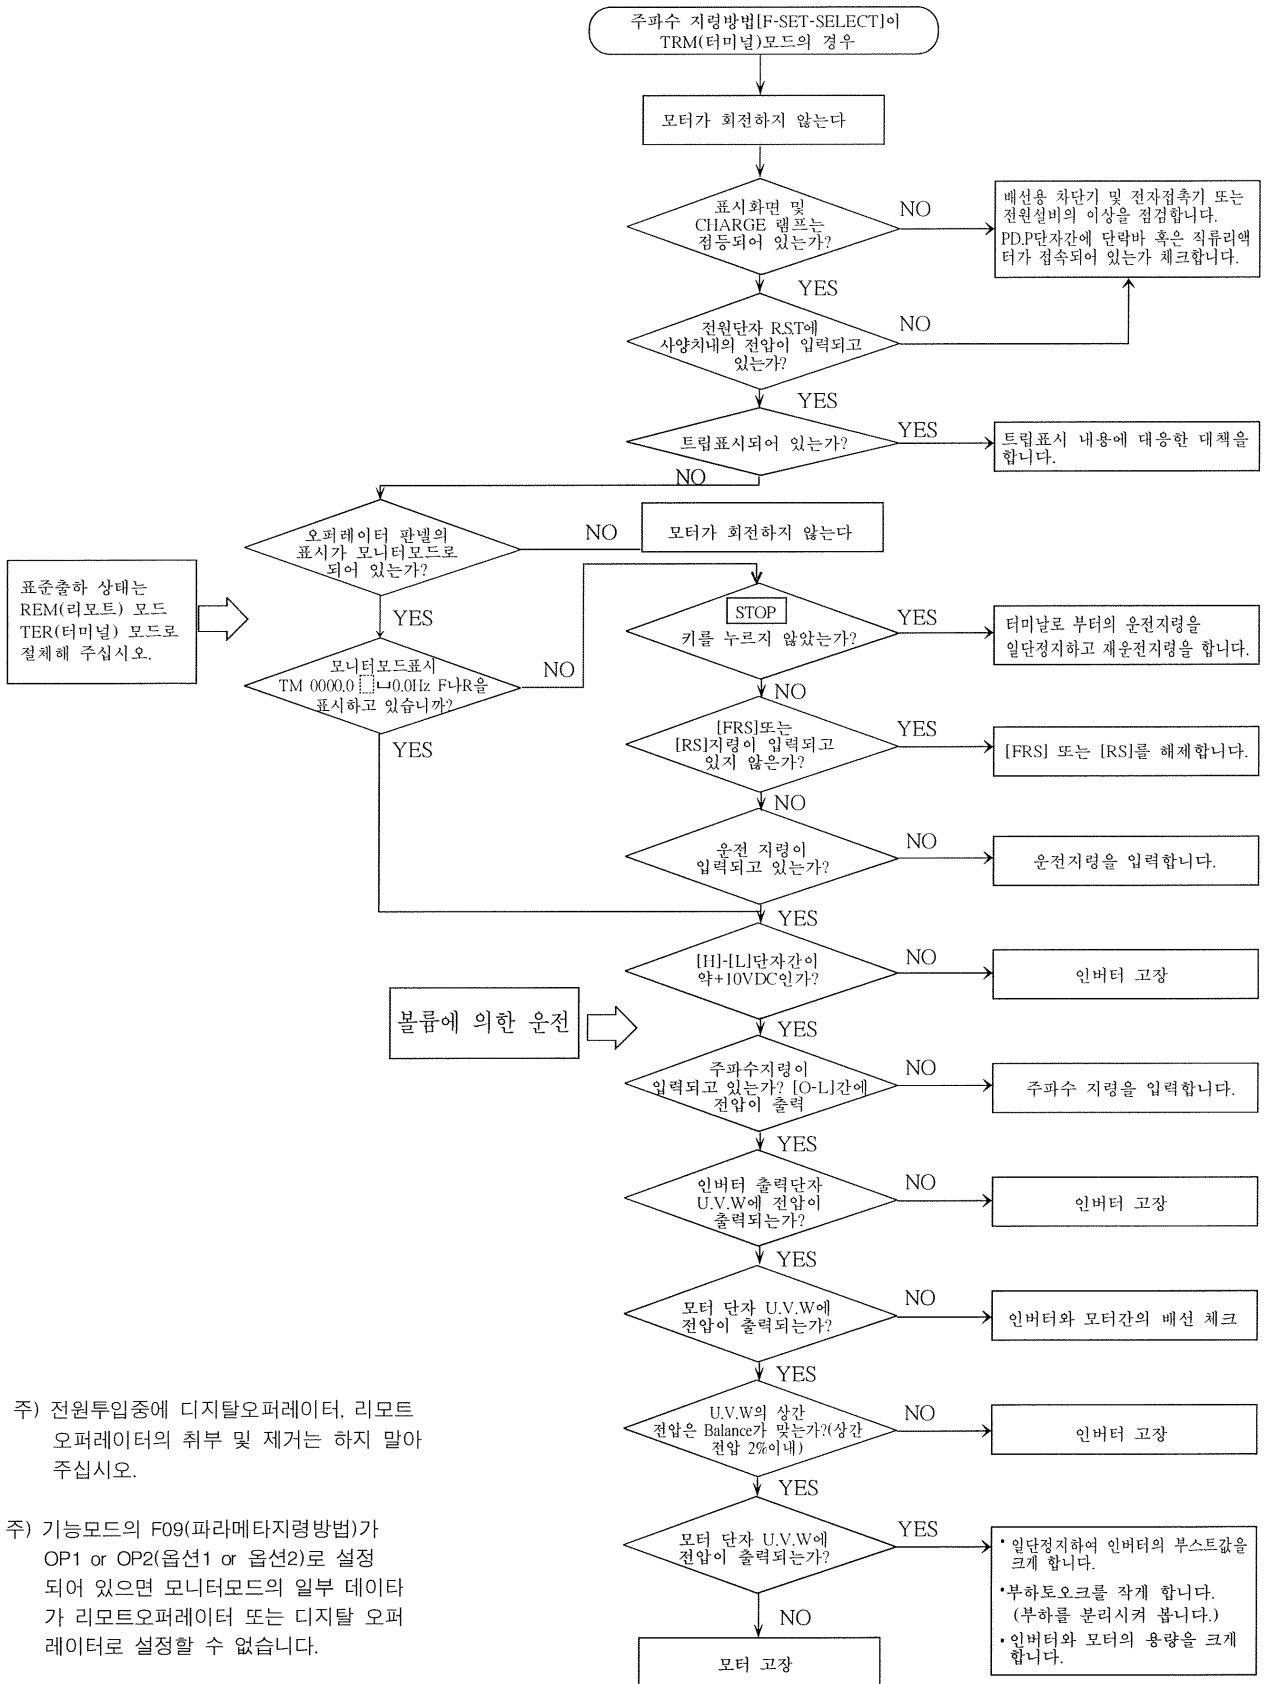 주파수 지령방법[F-SET-SELECT]이
TRM(터미널)모드의 경우
모터가 회전하지 않는다
표시화면 및
CHARGE 램프는
점등되어 있는가?
NO
배선용 차단기 및 전자접촉기 또는
전원설비의 이상을 점검합니다.
PD.P단자간에 단락바 혹은 직류리액
터가 접속되어 있는가 체크합니다.
YES
전원단자 R.S.T에
사양치내의 전압이 입력되고
있는가?
NO
YES
트립표시되어 있는가?
YES
트립표시 내용에 대응한 대책을
합니다.
NO
오퍼레이터 판넬의
표시가 모니터모드로
되어 있는가?
NO
모터가 회전하지 않는다
표준출하 상태는
REM(리모트) 모드
TER(터미널) 모드로
절체해 주십시오.
YES
STOP
키를 누르지 않았는가?
YES
터미날로 부터의 운전지령을
일단정지하고 재운전지령을 합니다.
모니터모드표시
TM 0000.0 ⬚⊔0.0Hz F나R을
표시하고 있습니까?
NO
YES
NO
[FRS]또는
[RS]지령이 입력되고
있지 않은가?
YES
[FRS] 또는 [RS]를 해제합니다.
NO
운전 지령이
입력되고 있는가?
NO
운전지령을 입력합니다.
YES
[H]-[L]단자간이
약+10VDC인가?
NO
인버터 고장
볼륨에 의한 운전
YES
주파수지령이
입력되고 있는가? [O-L]간에
전압이 출력
NO
주파수 지령을 입력합니다.
YES
인버터 출력단자
U.V.W에 전압이
출력되는가?
NO
인버터 고장
YES
모터 단자 U.V.W에
전압이 출력되는가?
NO
인버터와 모터간의 배선 체크
YES
U.V.W의 상간
전압은 Balance가 맞는가?(상간
전압 2%이내)
NO
인버터 고장
YES
모터 단자 U.V.W에
전압이 출력되는가?
YES
• 일단정지하여 인버터의 부스트값을
크게 합니다.
•부하토오크를 작게 합니다.
(부하를 분리시켜 봅니다.)
•인버터와 모터의 용량을 크게
합니다.
NO
모터 고장
주) 전원투입중에 디지탈오퍼레이터, 리모트
오퍼레이터의 취부 및 제거는 하지 말아
주십시오.
주) 기능모드의 F09(파라메타지령방법)가
OP1 or OP2(옵션1 or 옵션2)로 설정
되어 있으면 모니터모드의 일부 데이타
가 리모트오퍼레이터 또는 디지탈 오퍼
레이터로 설정할 수 없습니다.